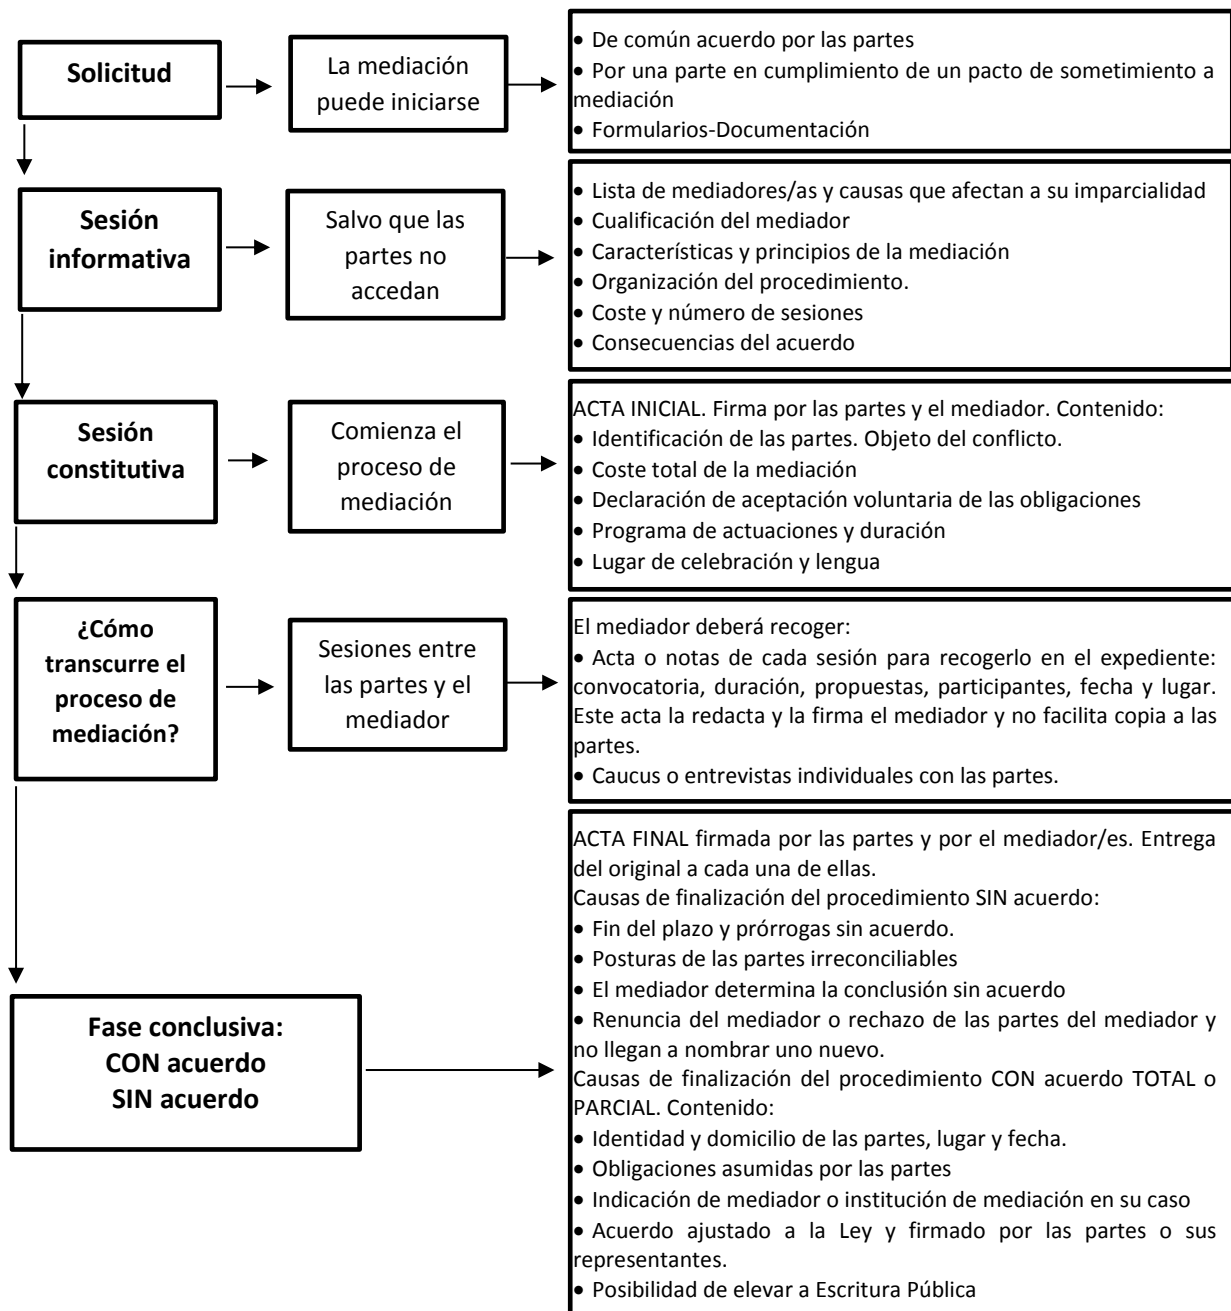 Solicitud
La mediación
puede iniciarse
• De común acuerdo por las partes
• Por una parte en cumplimiento de un pacto de sometimiento a
mediación
• Formularios-Documentación
Sesión
informativa
Salvo que las
partes no
accedan
• Lista de mediadores/as y causas que afectan a su imparcialidad
• Cualificación del mediador
• Características y principios de la mediación
• Organización del procedimiento.
• Coste y número de sesiones
• Consecuencias del acuerdo
Sesión
constitutiva
Comienza el
proceso de
mediación
ACTA INICIAL. Firma por las partes y el mediador. Contenido:
• Identificación de las partes. Objeto del conflicto.
• Coste total de la mediación
• Declaración de aceptación voluntaria de las obligaciones
• Programa de actuaciones y duración
• Lugar de celebración y lengua
¿Cómo
transcurre el
proceso de
mediación?
Sesiones entre
las partes y el
mediador
El mediador deberá recoger:
• Acta o notas de cada sesión para recogerlo en el expediente:
convocatoria, duración, propuestas, participantes, fecha y lugar.
Este acta la redacta y la firma el mediador y no facilita copia a las
partes.
• Caucus o entrevistas individuales con las partes.
Fase conclusiva:
CON acuerdo
SIN acuerdo
ACTA FINAL firmada por las partes y por el mediador/es. Entrega
del original a cada una de ellas.
Causas de finalización del procedimiento SIN acuerdo:
• Fin del plazo y prórrogas sin acuerdo.
• Posturas de las partes irreconciliables
• El mediador determina la conclusión sin acuerdo
• Renuncia del mediador o rechazo de las partes del mediador y
no llegan a nombrar uno nuevo.
Causas de finalización del procedimiento CON acuerdo TOTAL o
PARCIAL. Contenido:
• Identidad y domicilio de las partes, lugar y fecha.
• Obligaciones asumidas por las partes
• Indicación de mediador o institución de mediación en su caso
• Acuerdo ajustado a la Ley y firmado por las partes o sus
representantes.
• Posibilidad de elevar a Escritura Pública